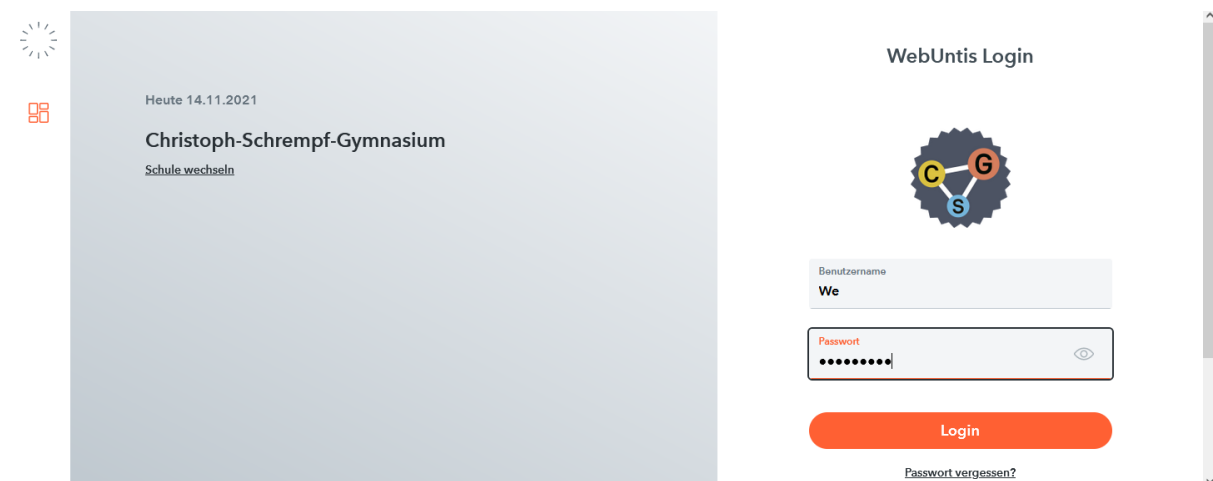 Heute 14.11.2021
Christoph-Schrempf-Gymnasium
Schule wechseln
WebUntis Login
C G
S
Benutzername
We
Passwort
•••••••••
Login
Passwort vergessen?